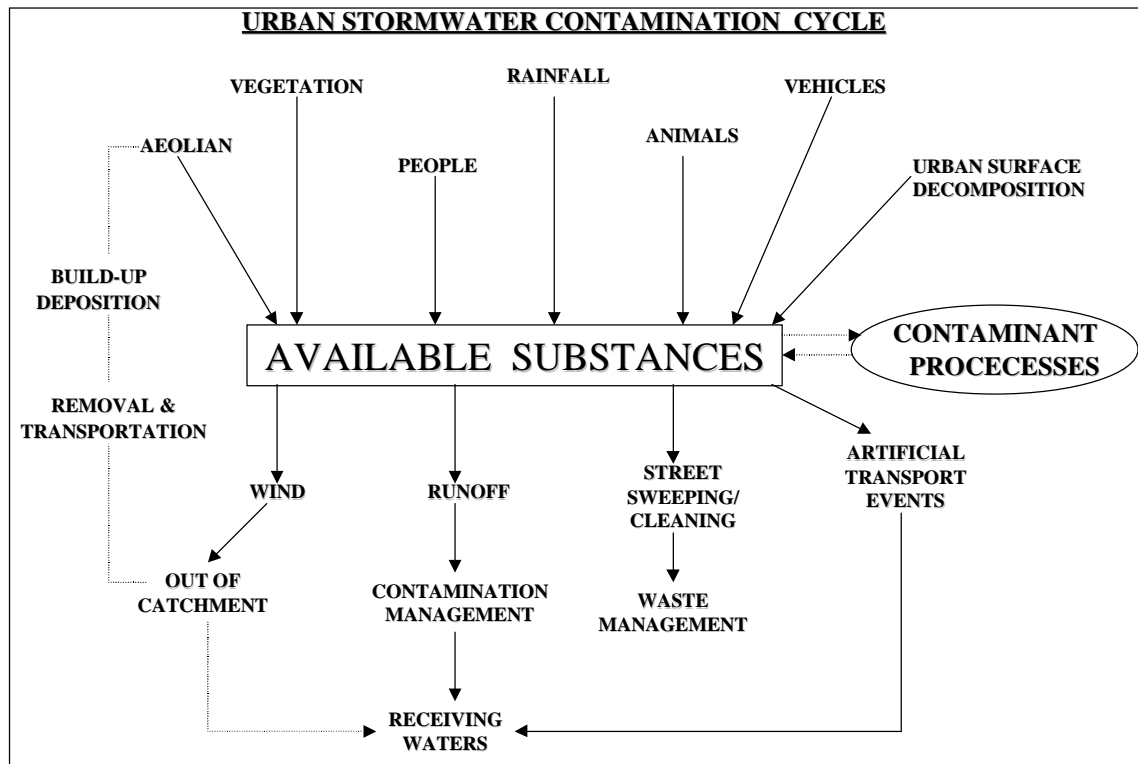 URBAN STORMWATER CONTAMINATION CYCLE
RAINFALL
VEGETATION
VEHICLES
ANIMALS
AEOLIAN
PEOPLE
URBAN SURFACE
DECOMPOSITION
BUILD-UP
DEPOSITION
AVAILABLE SUBSTANCES
CONTAMINANT
PROCECESSES
REMOVAL &
TRANSPORTATION
WIND
RUNOFF
STREET
SWEEPING/
CLEANING
ARTIFICIAL
TRANSPORT
EVENTS
OUT OF
CATCHMENT
CONTAMINATION
MANAGEMENT
WASTE
MANAGEMENT
RECEIVING
WATERS